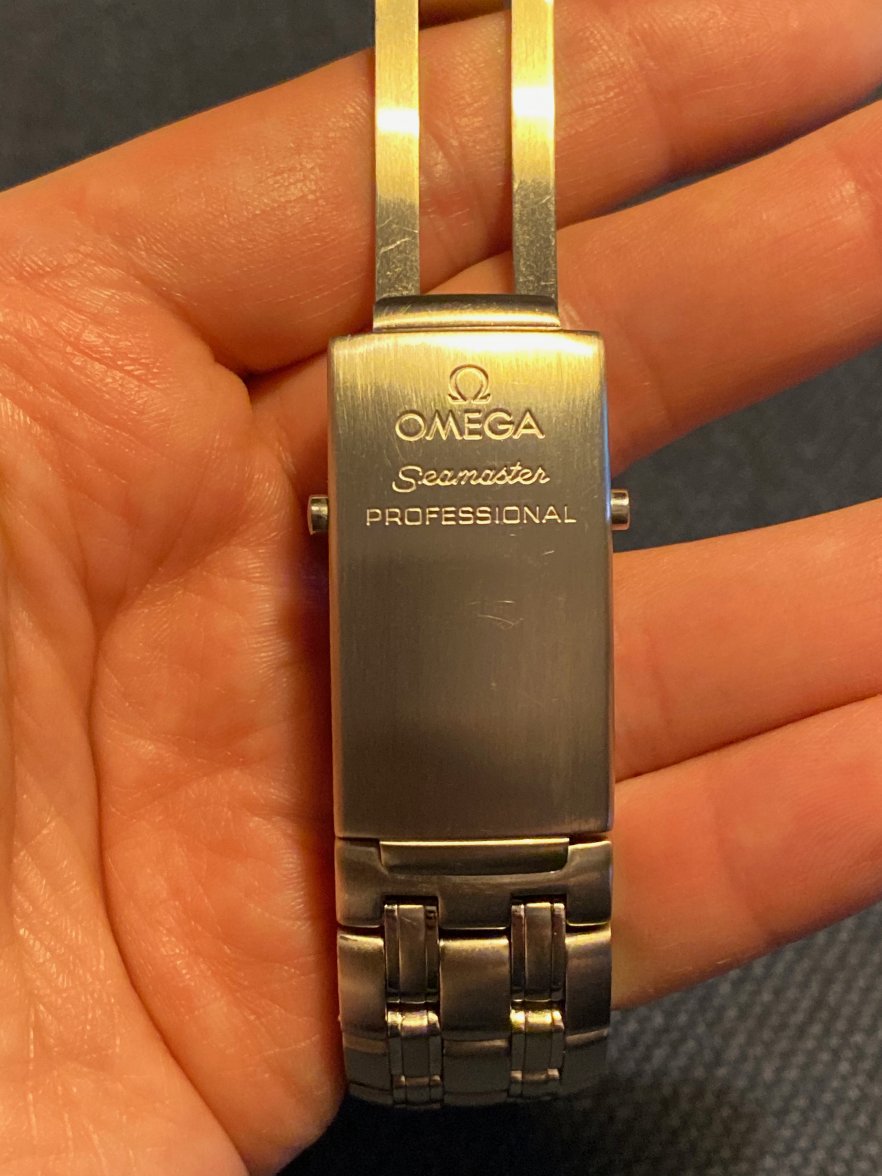 Ω
OMEGA
Seamaster
PROFESSIONAL